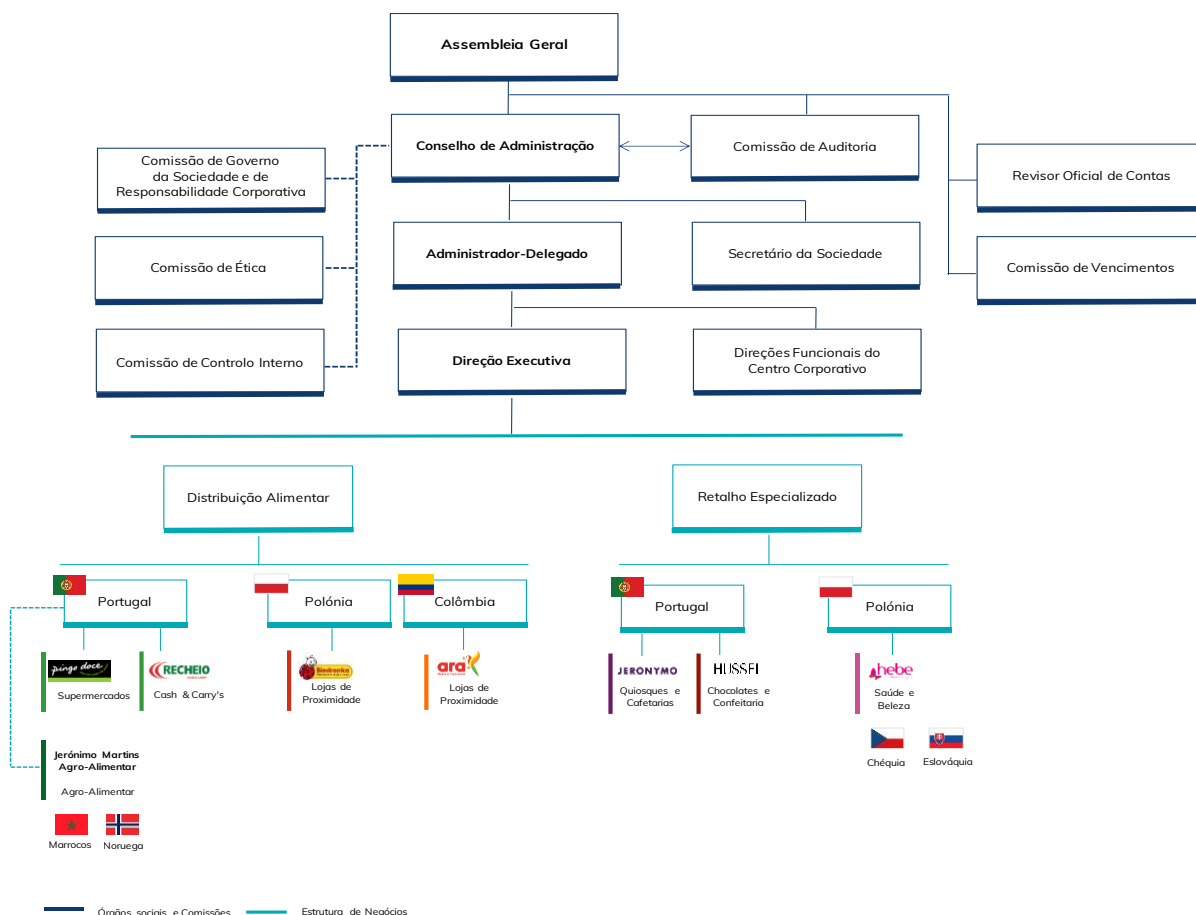 Assembleia Geral
Conselho de Administração
Comissão de Auditoria
Comissão de Governo
da Sociedade e de
Responsabilidade Corporativa
Revisor Oficial de Contas
Comissão de Ética
Administrador-Delegado
Secretário da Sociedade
Comissão de Vencimentos
Comissão de Controlo Interno
Direção Executiva
Direções Funcionais do
Centro Corporativo
Distribuição Alimentar
Retalho Especializado
Portugal
Polónia
Colômbia
Portugal
Polónia
pingo doce
Supermercados
RECHEIO
Cash & Carry's
Biedronka
Lojas de
Proximidade
ara
Lojas de
Proximidade
JERONYMO
Quiosques e
Cafetarias
HUSSEL
Chocolates e
Confeitaria
hebe
Saúde e
Beleza
Chéquia
Eslováquia
Jerónimo Martins
Agro-Alimentar
Agro-Alimentar
Marrocos
Noruega
Órgãos sociais e Comissões
Estrutura de Negócios